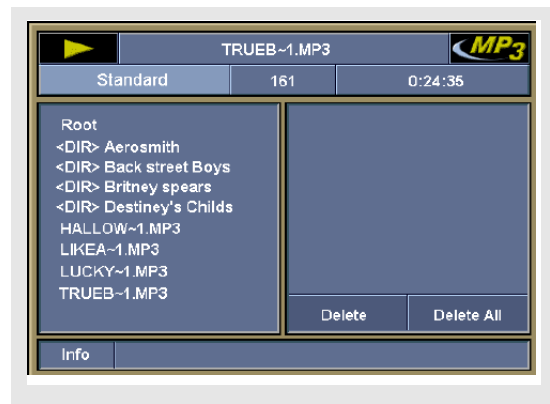 TRUEB~1.MP3
MP3
Standard 161 0:24:35
Root
<DIR> Aerosmith
<DIR> Back street Boys
<DIR> Britney spears
<DIR> Destiney's Childs
HALLOW~1.MP3
LIKEA~1.MP3
LUCKY~1.MP3
TRUEB~1.MP3
Delete Delete All
Info